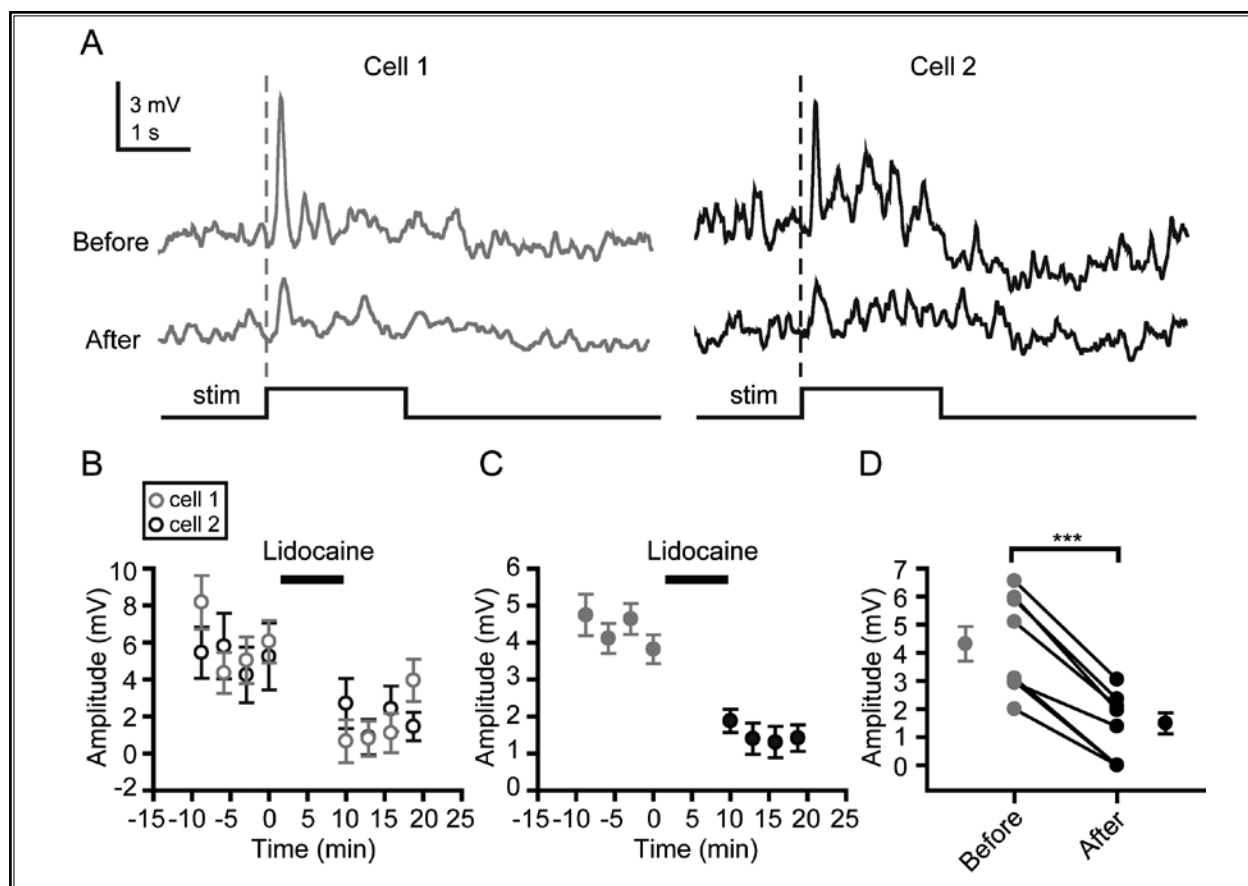 A
Cell 1
Cell 2
3 mV
1 s
Before
After
stim
stim
B
C
D
cell 1
cell 2
Lidocaine
Lidocaine
***
Amplitude (mV)
10
8
6
4
2
0
-2
-15 -10 -5 0 5 10 15 20 25
Time (min)
Amplitude (mV)
6
5
4
3
2
1
0
-15 -10 -5 0 5 10 15 20 25
Time (min)
Amplitude (mV)
7
6
5
4
3
2
1
0
Before
After